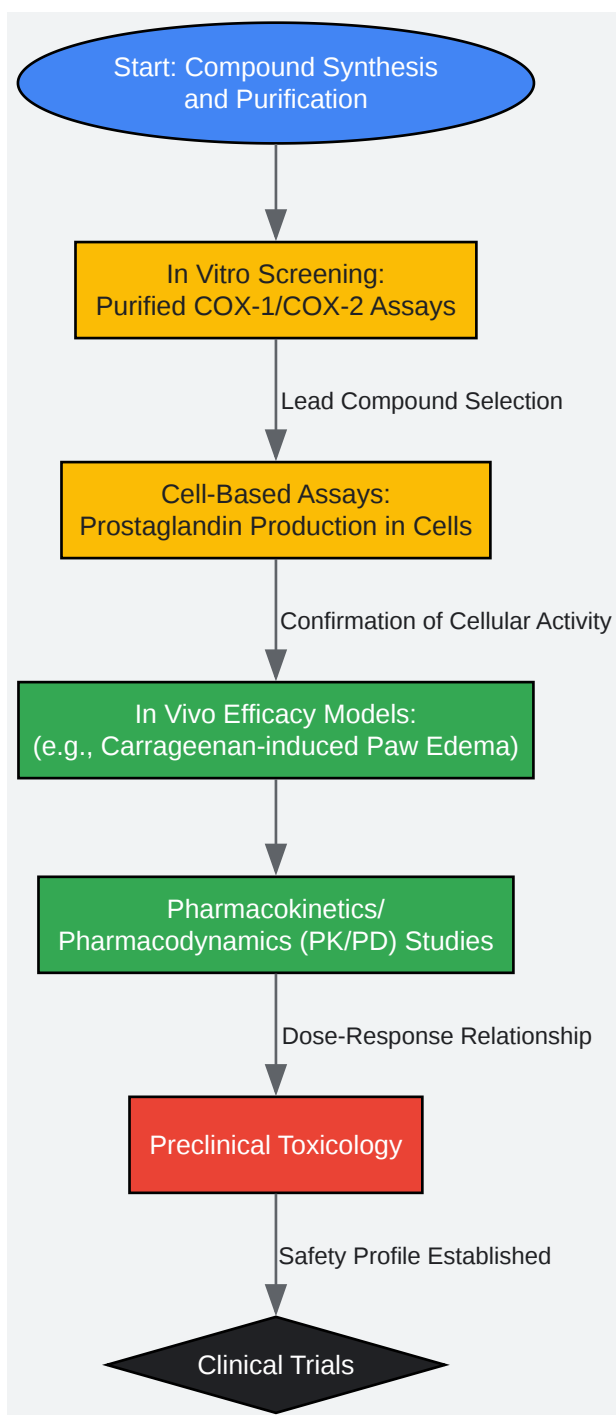 Start: Compound Synthesis
and Purification
In Vitro Screening:
Purified COX-1/COX-2 Assays
Lead Compound Selection
Cell-Based Assays:
Prostaglandin Production in Cells
Confirmation of Cellular Activity
In Vivo Efficacy Models:
(e.g., Carrageenan-induced Paw Edema)
Pharmacokinetics/
Pharmacodynamics (PK/PD) Studies
Dose-Response Relationship
Preclinical Toxicology
Safety Profile Established
Clinical Trials